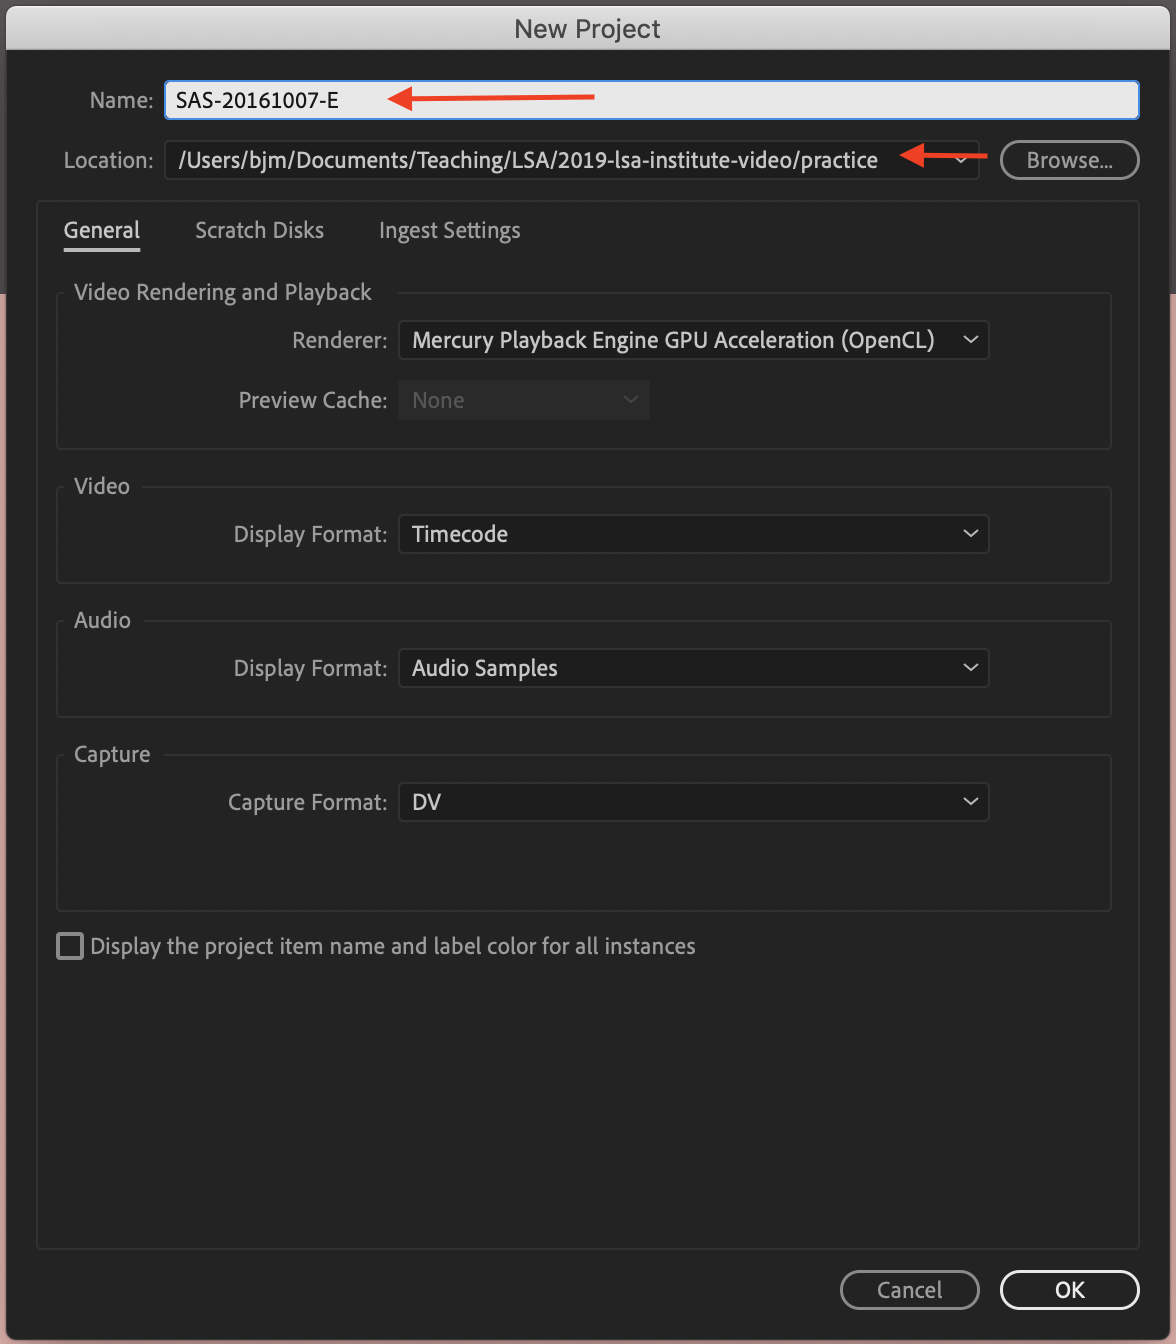 New Project
Name: SAS-20161007-E
Location: /Users/bjm/Documents/Teaching/LSA/2019-lsa-institute-video/practice Browse...
General Scratch Disks Ingest Settings
Video Rendering and Playback
Renderer: Mercury Playback Engine GPU Acceleration (OpenCL)
Preview Cache: None
Video
Display Format: Timecode
Audio
Display Format: Audio Samples
Capture
Capture Format: DV
Display the project item name and label color for all instances
Cancel OK